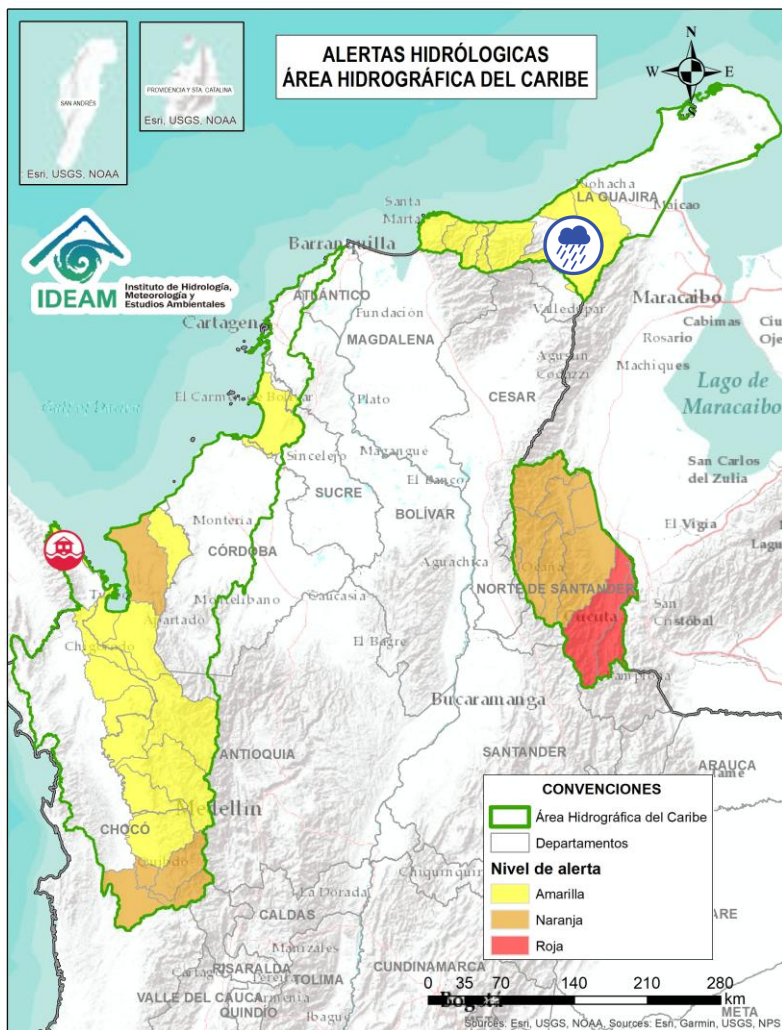 ALERTAS HIDRÓLOGICAS
ÁREA HIDROGRÁFICA DEL CARIBE
N
W
E
S
SAN ANDRÉS
Esri, USGS, NOAA
PROVIDENCIA Y STA. CATALINA
Esri, USGS, NOAA
IDEAM
Instituto de Hidrología,
Meteorología y
Estudios Ambientales
LA GUAJIRA
Maicao
Santa
Marta
Barranquilla
ATLÁNTICO
Fundación
Valledupar
Maracaibo
Cabimas
Rosario
Machiques
Lago de
Maracaibo
MAGDALENA
Agustín
Codazzi
CESAR
El Carmen de Bolívar
Plato
Sincelejo
Magangue
San Carlos
del Zulia
SUCRE
El Banco
BOLÍVAR
El Vigía
Montería
CÓRDOBA
Aguachica
Ocaña
NORTE DE SANTANDER
Montelíbano
Caucasia
Cúcuta
San
Cristóbal
Apartado
El Bagre
Bucaramanga
ANTIOQUIA
SANTANDER
ARAUCA
Medellín
CHOCÓ
Quibdó
La Dorada
CALDAS
Manizales
RISARALDA
TOLIMA
CUNDINAMARCA
VALLE DEL CAUCA
QUINDÍO
Ibague
Bogotá
META
META
CONVENCIONES
Área Hidrográfica del Caribe
Departamentos
Nivel de alerta
Amarilla
Naranja
Roja
0 35 70 140 210 280
km
Sources: Esri, USGS, NOAA, Sources: Esri, Garmin, USGS, NPS